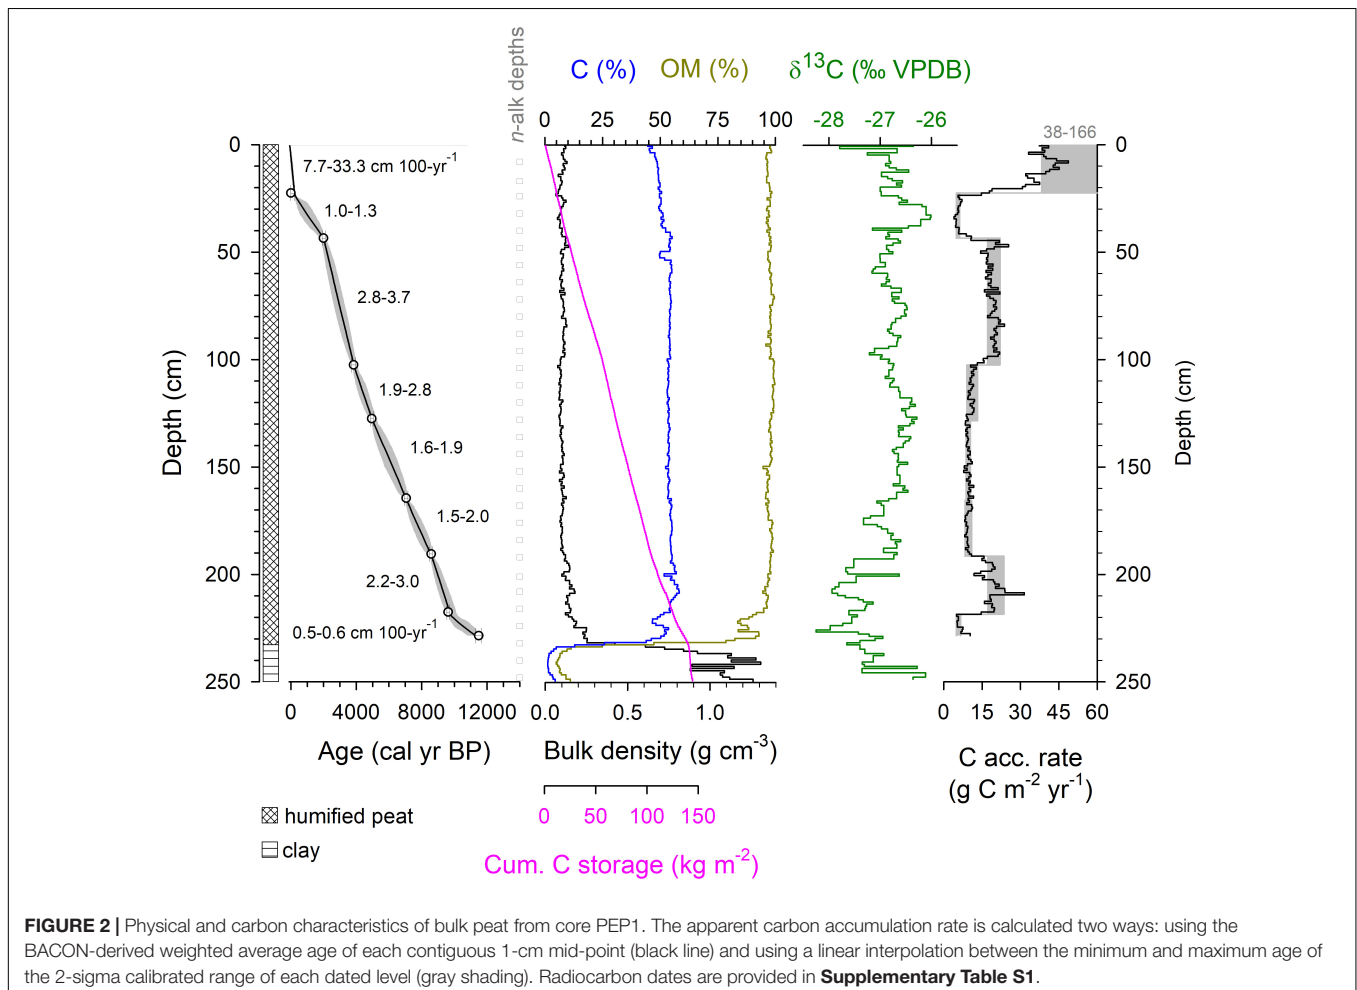 n-alk depths
C (%) OM (%) δ13C (‰ VPDB)
0 25 50 75 100 -28 -27 -26
38-166
0 0
50 50
100 100
150 150
200 200
250 250
Depth (cm)
Depth (cm)
7.7-33.3 cm 100-yr-1
1.0-1.3
2.8-3.7
1.9-2.8
1.6-1.9
1.5-2.0
2.2-3.0
0.5-0.6 cm 100-yr-1
0 4000 8000 12000 0.0 0.5 1.0 0 15 30 45 60
Age (cal yr BP) Bulk density (g cm-3) C acc. rate
(g C m-2 yr-1)
humified peat
clay
0 50 100 150
Cum. C storage (kg m-2)
FIGURE 2 | Physical and carbon characteristics of bulk peat from core PEP1. The apparent carbon accumulation rate is calculated two ways: using the
BACON-derived weighted average age of each contiguous 1-cm mid-point (black line) and using a linear interpolation between the minimum and maximum age of
the 2-sigma calibrated range of each dated level (gray shading). Radiocarbon dates are provided in Supplementary Table S1.